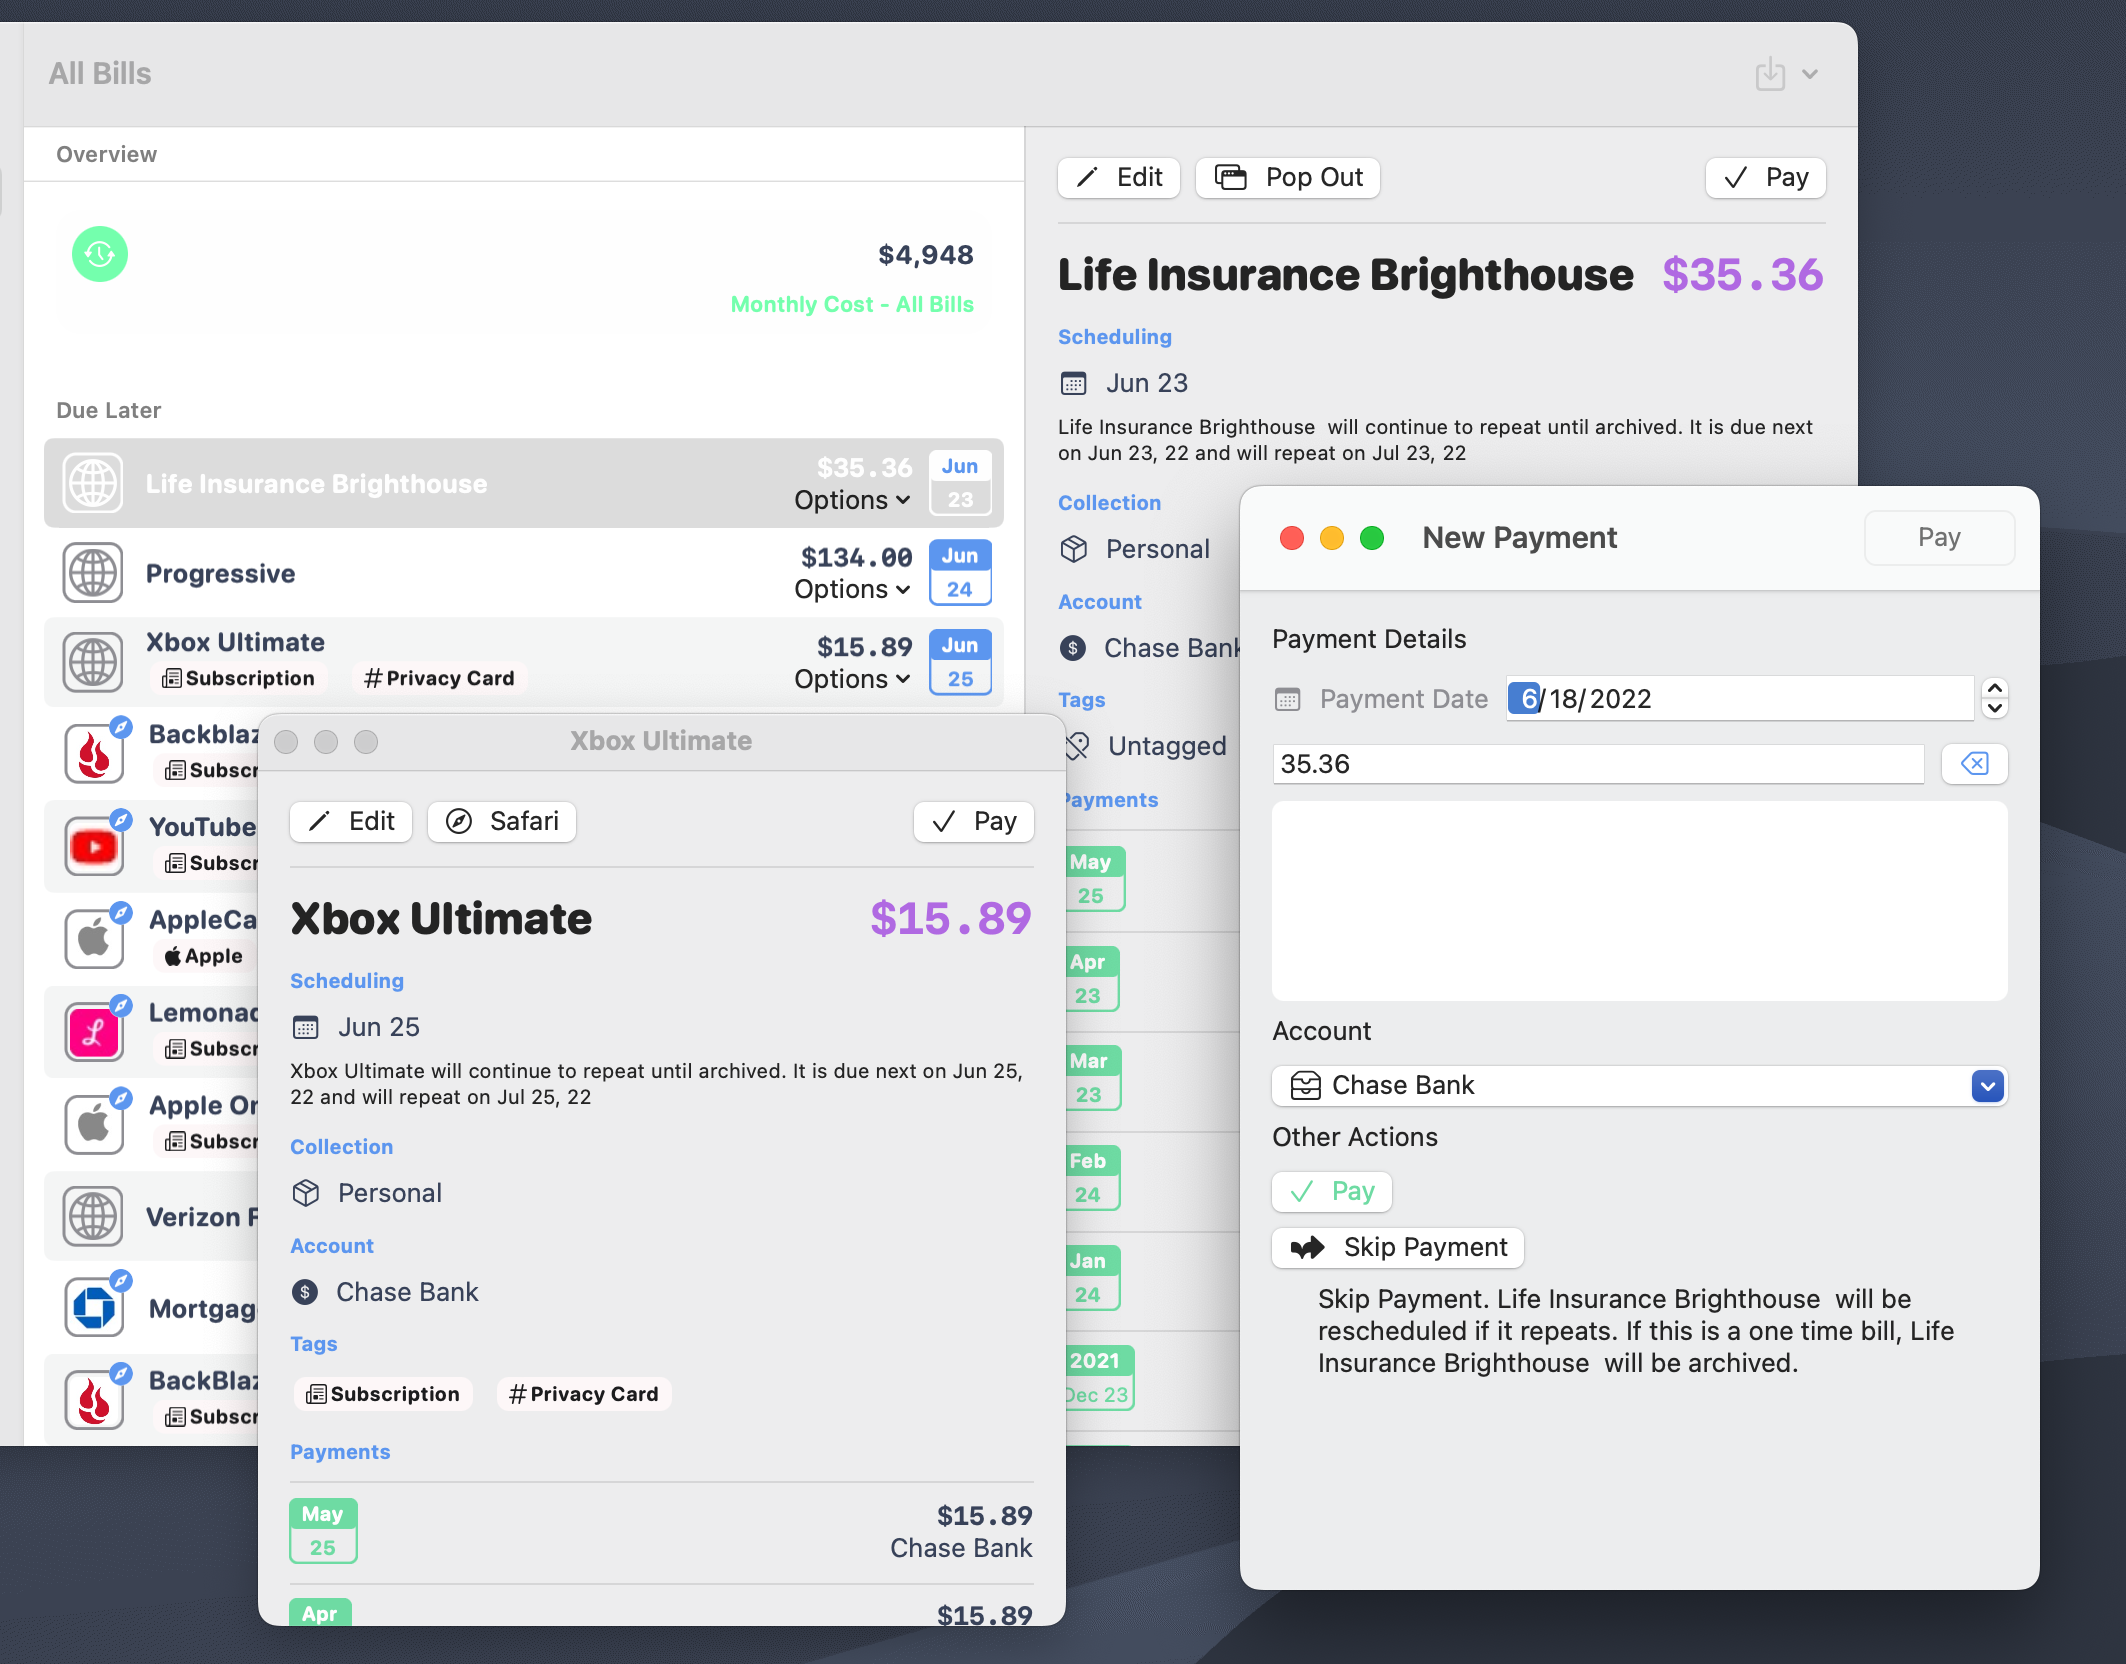 All Bills
Overview
$4,948
Monthly Cost - All Bills
Due Later
Life Insurance Brighthouse
$35.36
Options
Jun
23
Progressive
$134.00
Options
Jun
24
Xbox Ultimate
Subscription
#Privacy Card
$15.89
Options
Jun
25
Backblaz
Subscr
YouTube
Subscr
AppleCa
Apple
Lemonad
Subscr
Apple On
Subscr
Verizon F
Mortgag
BackBlaz
Subscr
Edit
Pop Out
Pay
Life Insurance Brighthouse
$35.36
Scheduling
Jun 23
Life Insurance Brighthouse  will continue to repeat until archived. It is due next
on Jun 23, 22 and will repeat on Jul 23, 22
Collection
Personal
Account
Chase Bank
Tags
Untagged
Payments
May
25
Apr
23
Mar
23
Feb
24
Jan
24
2021
Dec 23
Xbox Ultimate
Edit
Safari
Pay
Xbox Ultimate
$15.89
Scheduling
Jun 25
Xbox Ultimate will continue to repeat until archived. It is due next on Jun 25,
22 and will repeat on Jul 25, 22
Collection
Personal
Account
Chase Bank
Tags
Subscription
#Privacy Card
Payments
May
25
$15.89
Chase Bank
Apr
$15.89
New Payment
Pay
Payment Details
Payment Date
6/18/2022
35.36
Account
Chase Bank
Other Actions
Pay
Skip Payment
Skip Payment. Life Insurance Brighthouse  will be
rescheduled if it repeats. If this is a one time bill, Life
Insurance Brighthouse  will be archived.